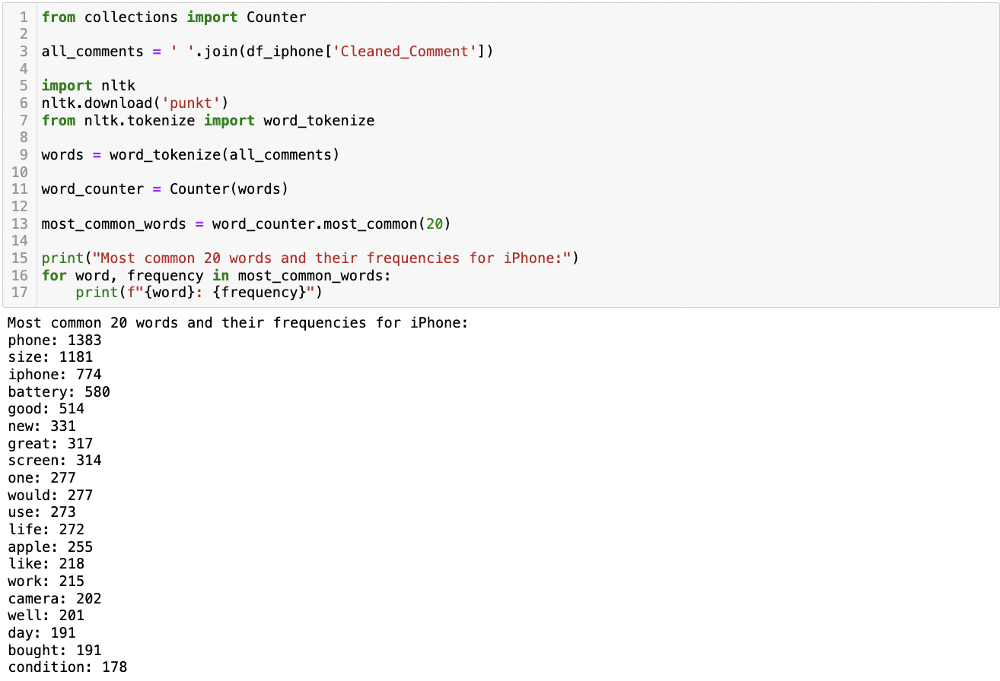 1 from collections import Counter
2
3 all_comments = ' '.join(df_iphone['Cleaned_Comment'])
4
5 import nltk
6 nltk.download('punkt')
7 from nltk.tokenize import word_tokenize
8
9 words = word_tokenize(all_comments)
10
11 word_counter = Counter(words)
12
13 most_common_words = word_counter.most_common(20)
14
15 print("Most common 20 words and their frequencies for iPhone:")
16 for word, frequency in most_common_words:
17     print(f"{word}: {frequency}")
Most common 20 words and their frequencies for iPhone:
phone: 1383
size: 1181
iphone: 774
battery: 580
good: 514
new: 331
great: 317
screen: 314
one: 277
would: 277
use: 273
life: 272
apple: 255
like: 218
work: 215
camera: 202
well: 201
day: 191
bought: 191
condition: 178